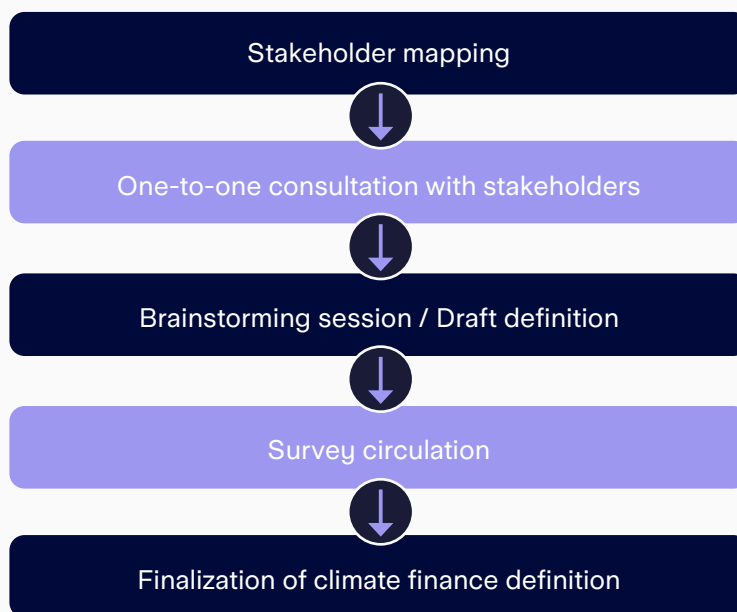 Stakeholder mapping
One-to-one consultation with stakeholders
Brainstorming session / Draft definition
Survey circulation
Finalization of climate finance definition